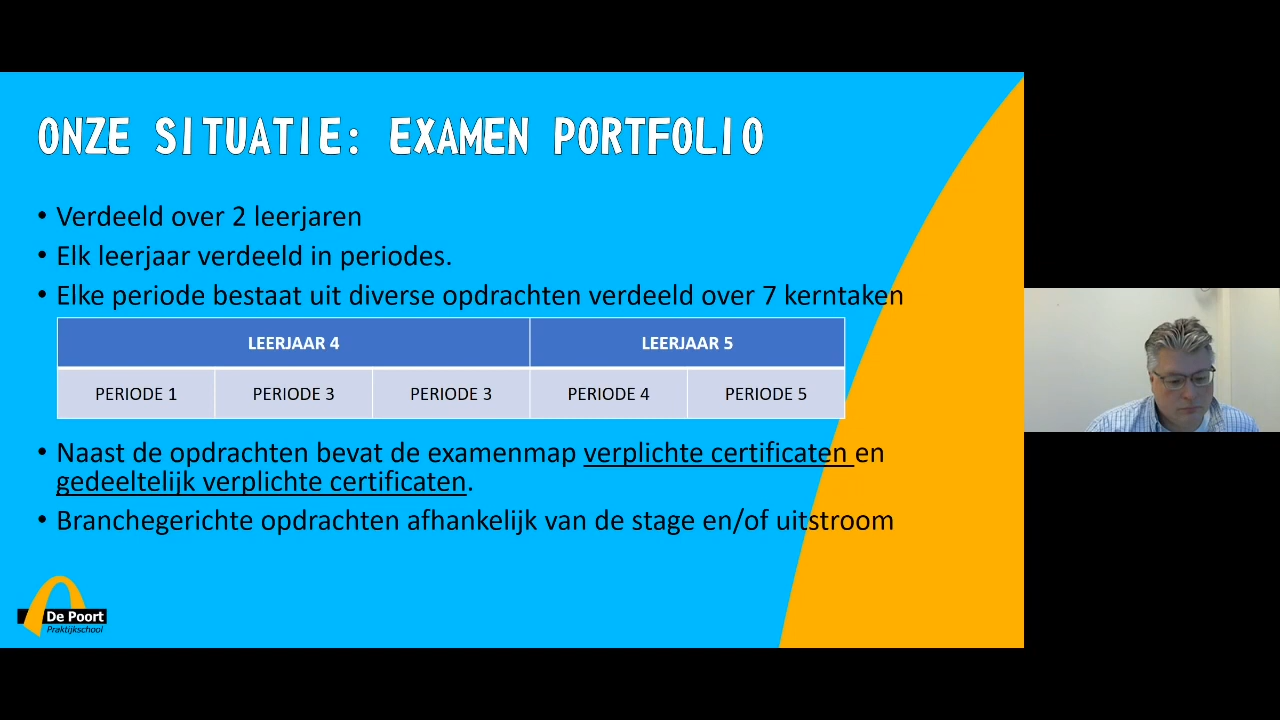 ONZE SITUATIE: EXAMEN PORTFOLIO
• Verdeeld over 2 leerjaren
• Elk leerjaar verdeeld in periodes.
• Elke periode bestaat uit diverse opdrachten verdeeld over 7 kerntaken
LEERJAAR 4 LEERJAAR 5
PERIODE 1 PERIODE 3 PERIODE 3 PERIODE 4 PERIODE 5
• Naast de opdrachten bevat de examenmap verplichte certificaten en
gedeeltelijk verplichte certificaten.
• Branchegerichte opdrachten afhankelijk van de stage en/of uitstroom
De Poort
Praktijkschool